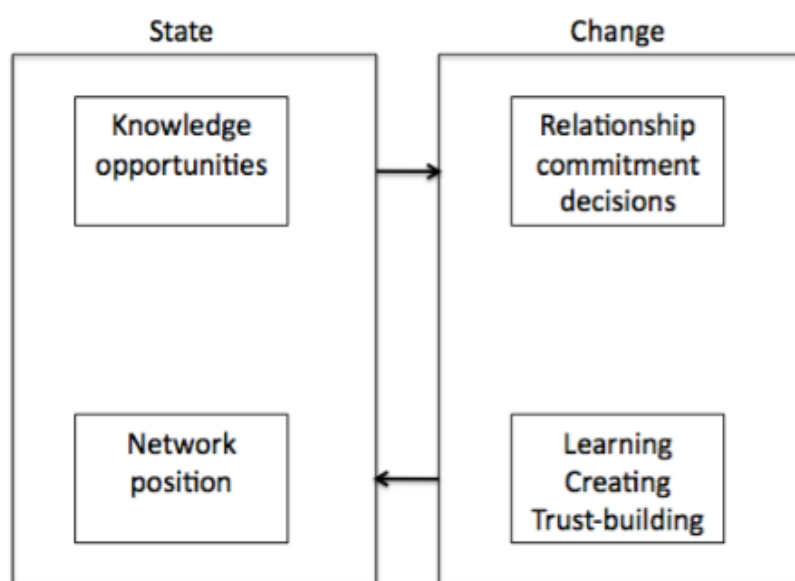 State
Change
Knowledge
opportunities
Relationship
commitment
decisions
Network
position
Learning
Creating
Trust-building